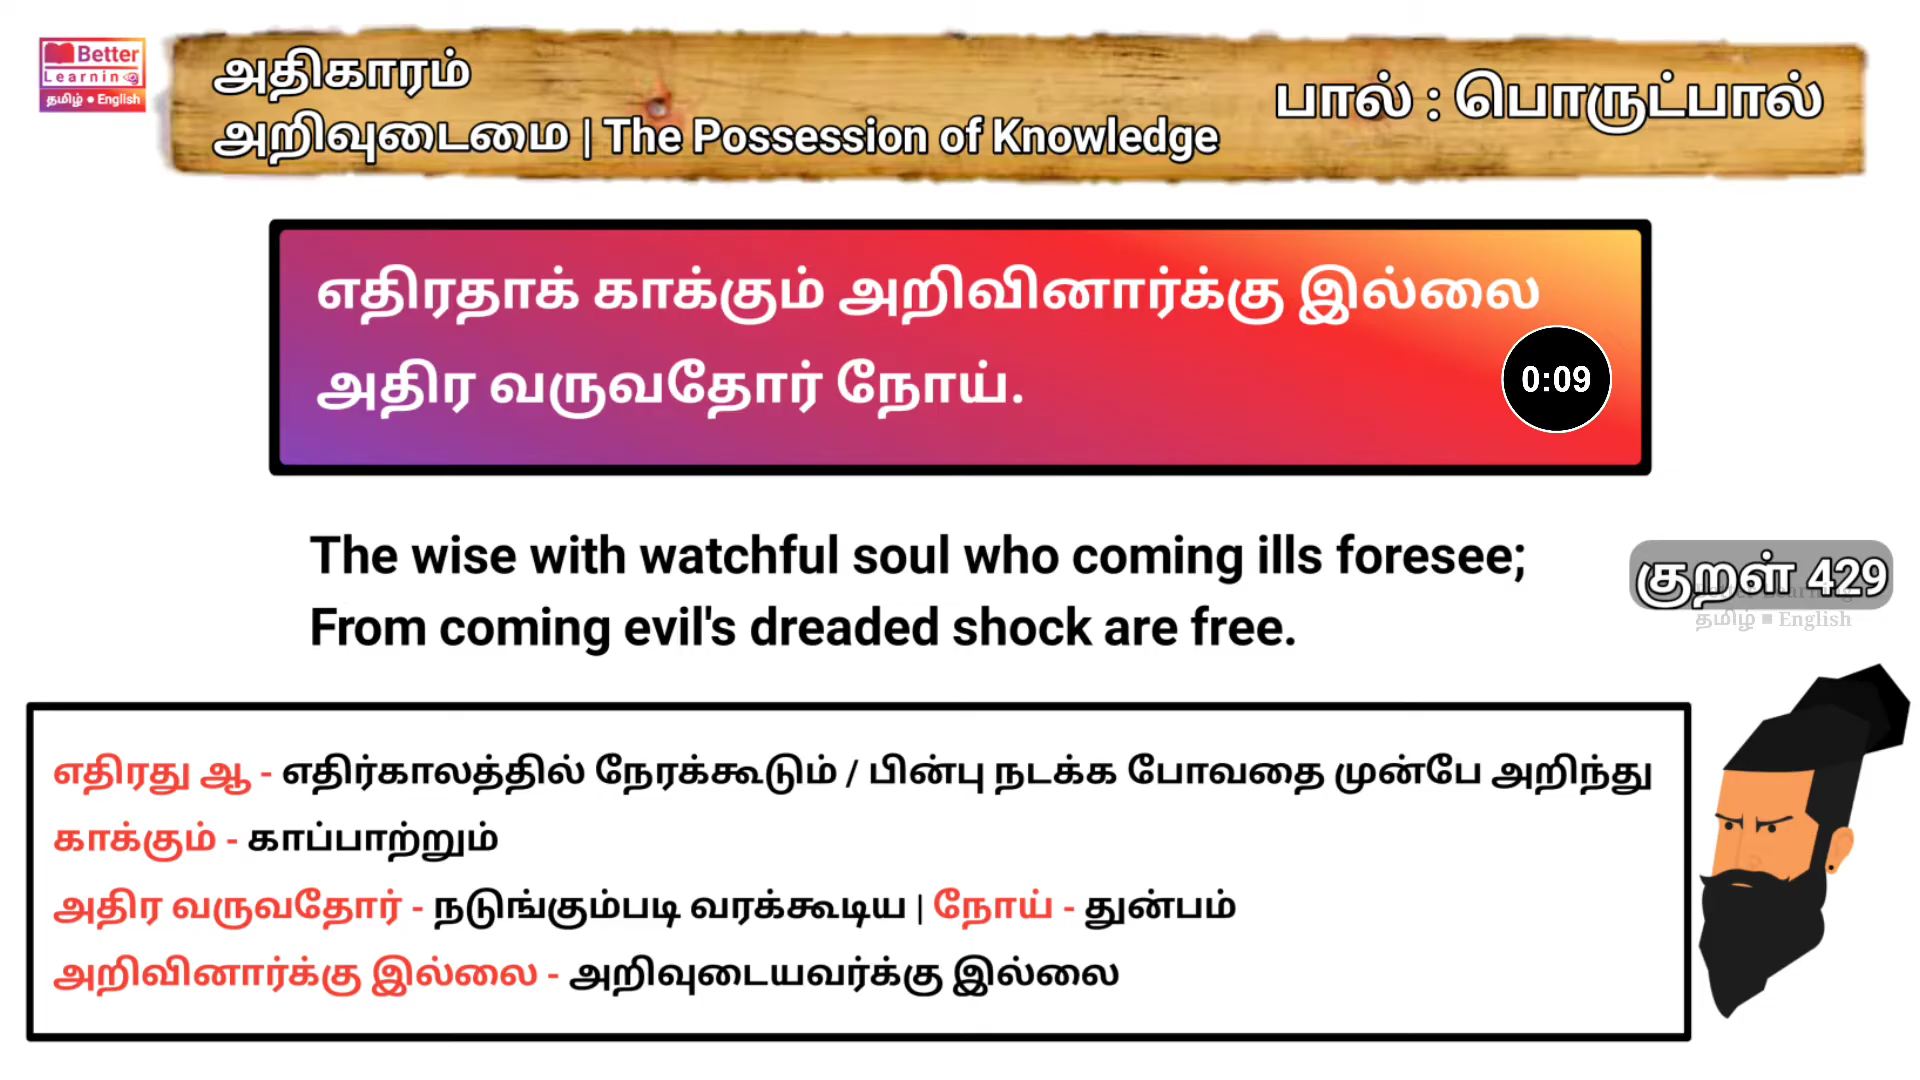 Better
Learning
தமிழ் ● English
அதிகாரம்
அறிவுடைமை | The Possession of Knowledge
பால் : பொருட்பால்
எதிரதாக் காக்கும் அறிவினார்க்கு இல்லை
அதிர வருவதோர் நோய்.
0:09
The wise with watchful soul who coming ills foresee;
From coming evil's dreaded shock are free.
குறள் 429
Better Learning
தமிழ் ■ English
எதிரது ஆ - எதிர்காலத்தில் நேரக்கூடும் / பின்பு நடக்க போவதை முன்பே அறிந்து
காக்கும் - காப்பாற்றும்
அதிர வருவதோர் - நடுங்கும்படி வரக்கூடிய | நோய் - துன்பம்
அறிவினார்க்கு இல்லை - அறிவுடையவர்க்கு இல்லை